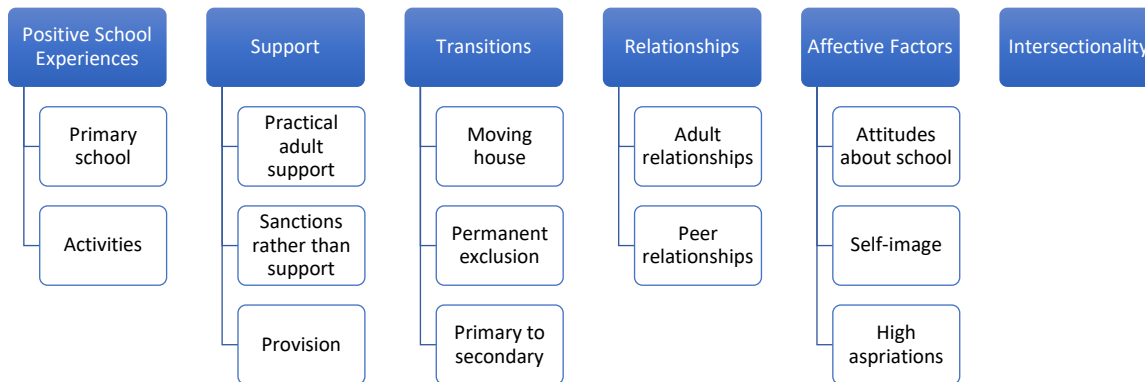 Positive School
Experiences
Primary
school
Activities
Support
Practical
adult
support
Sanctions
rather than
support
Provision
Transitions
Moving
house
Permanent
exclusion
Primary to
secondary
Relationships
Adult
relationships
Peer
relationships
Affective Factors
Attitudes
about school
Self-image
High
aspriations
Intersectionality